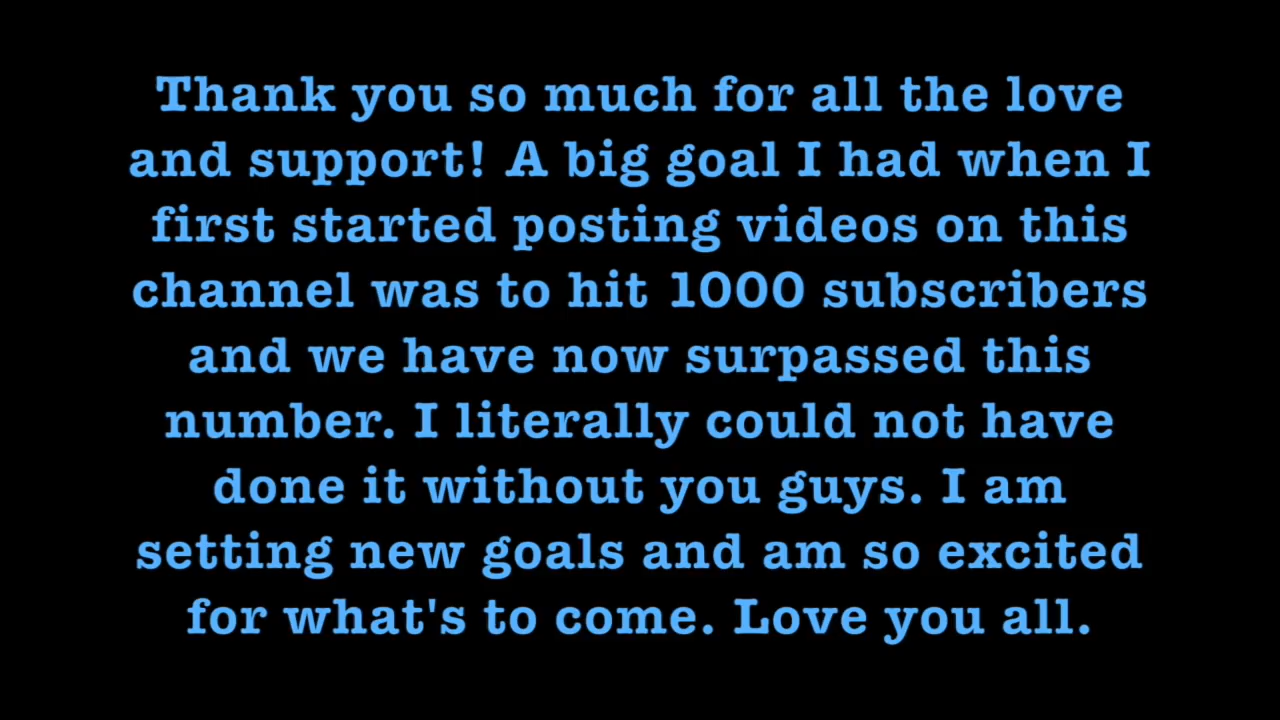 Thank you so much for all the love
and support! A big goal I had when I
first started posting videos on this
channel was to hit 1000 subscribers
and we have now surpassed this
number. I literally could not have
done it without you guys. I am
setting new goals and am so excited
for what's to come. Love you all.